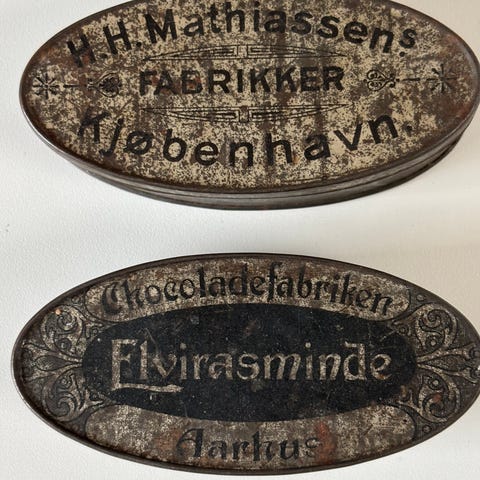 H.H.Mathiassens
FABRIKKER
Kjøbenhavn.
Chocoladefabriken
Elvirasminde
Aarhus